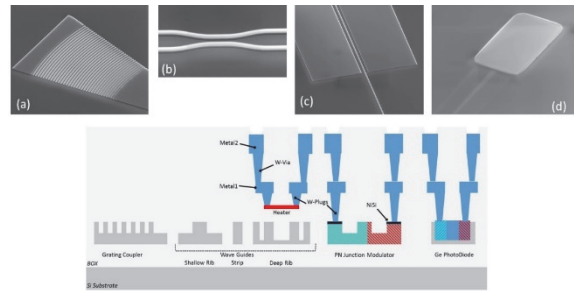 (a)
(b)
(c)
(d)
Metal2
W-Via
Metal1
W-Plugs
NiSi
Heater
Grating Coupler
Wave Guides
Shallow Rib Strip Deep Rib
PN Junction Modulator
Ge PhotoDiode
BOX
Si Substrate